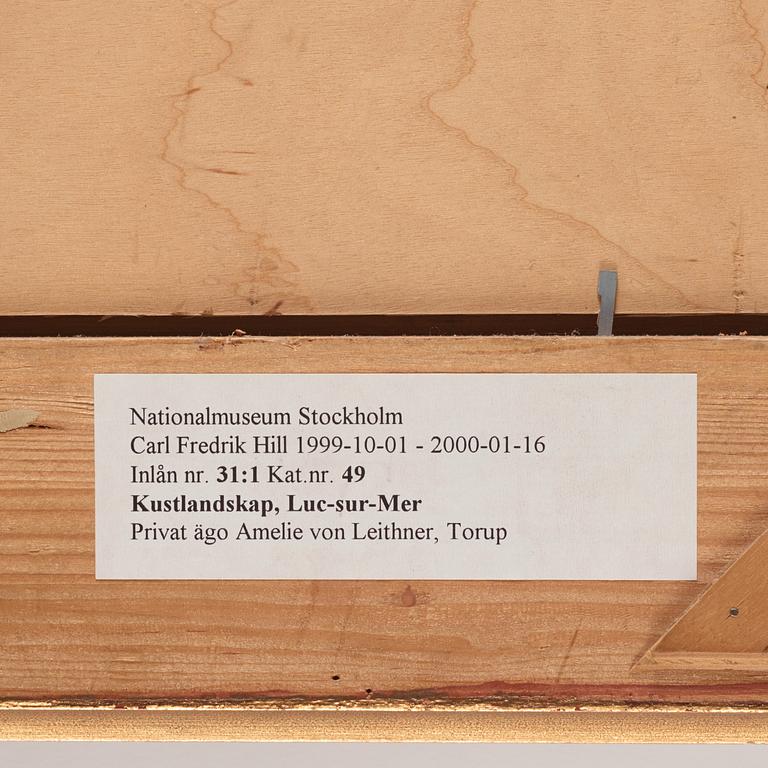 Nationalmuseum Stockholm
Carl Fredrik Hill 1999-10-01 - 2000-01-16
Inlån nr. 31:1 Kat.nr. 49
Kustlandskap, Luc-sur-Mer
Privat ägo Amelie von Leithner, Torup